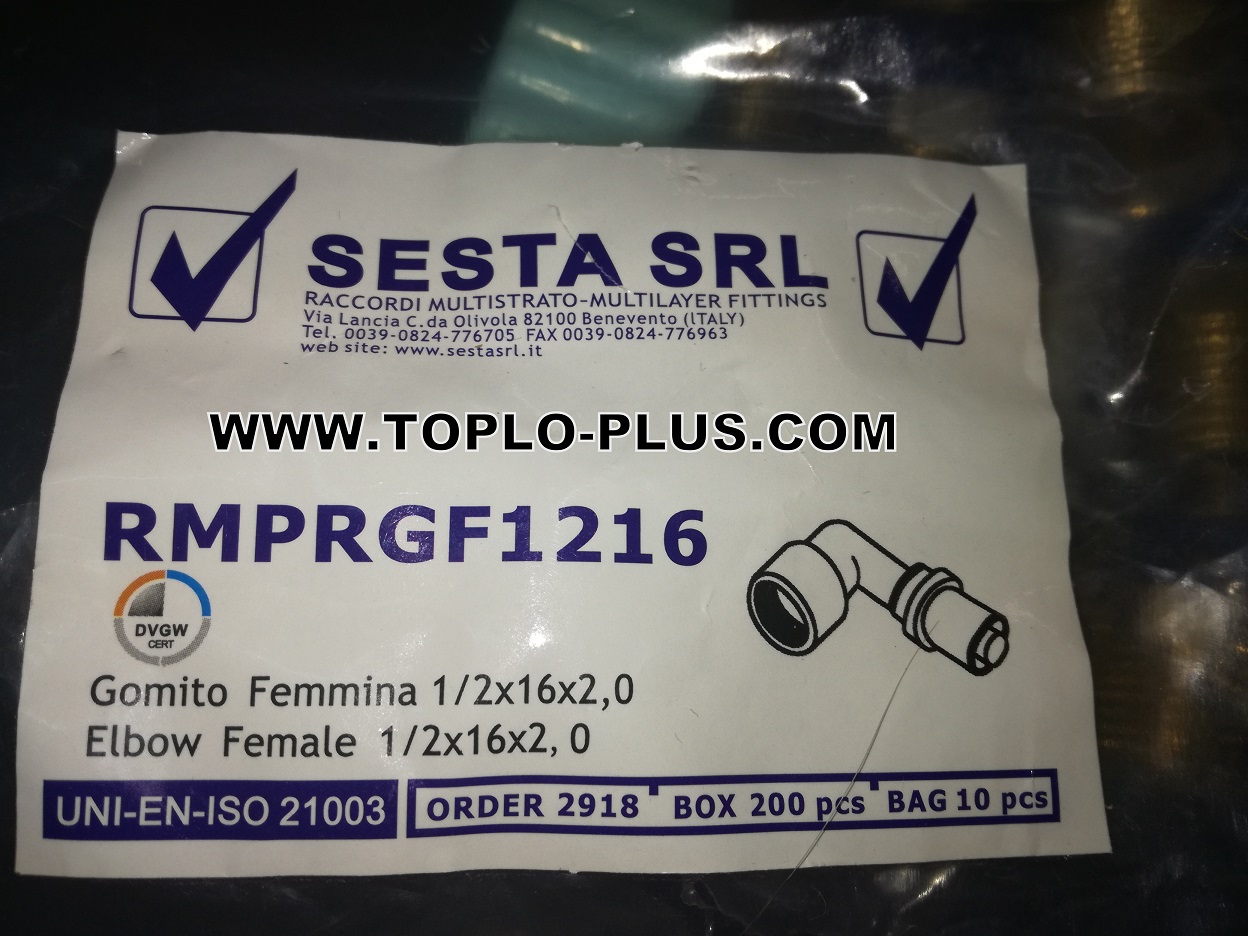 SESTA SRL
RACCORDI MULTISTRATO-MULTILAYER FITTINGS
Via Lancia C.da Olivola 82100 Benevento (lTALY)
Tel. 0039-0824-776705 FAX 0039-0824-776963
web site: www.sestasrl.it
WWW.TOPLO-PLUS.COM
RMPRGF1216
DVGW
CERT
Gomito Femmina 1/2x16x2,0
Elbow Female 1/2x16x2,0
UNI-EN-ISO 21003 ORDER 2918 BOX 200 pcs BAG 10 pcs